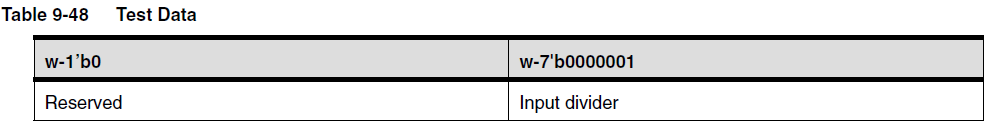 Table 9-48 Test Data
w-1’b0 w-7'b0000001
Reserved Input divider